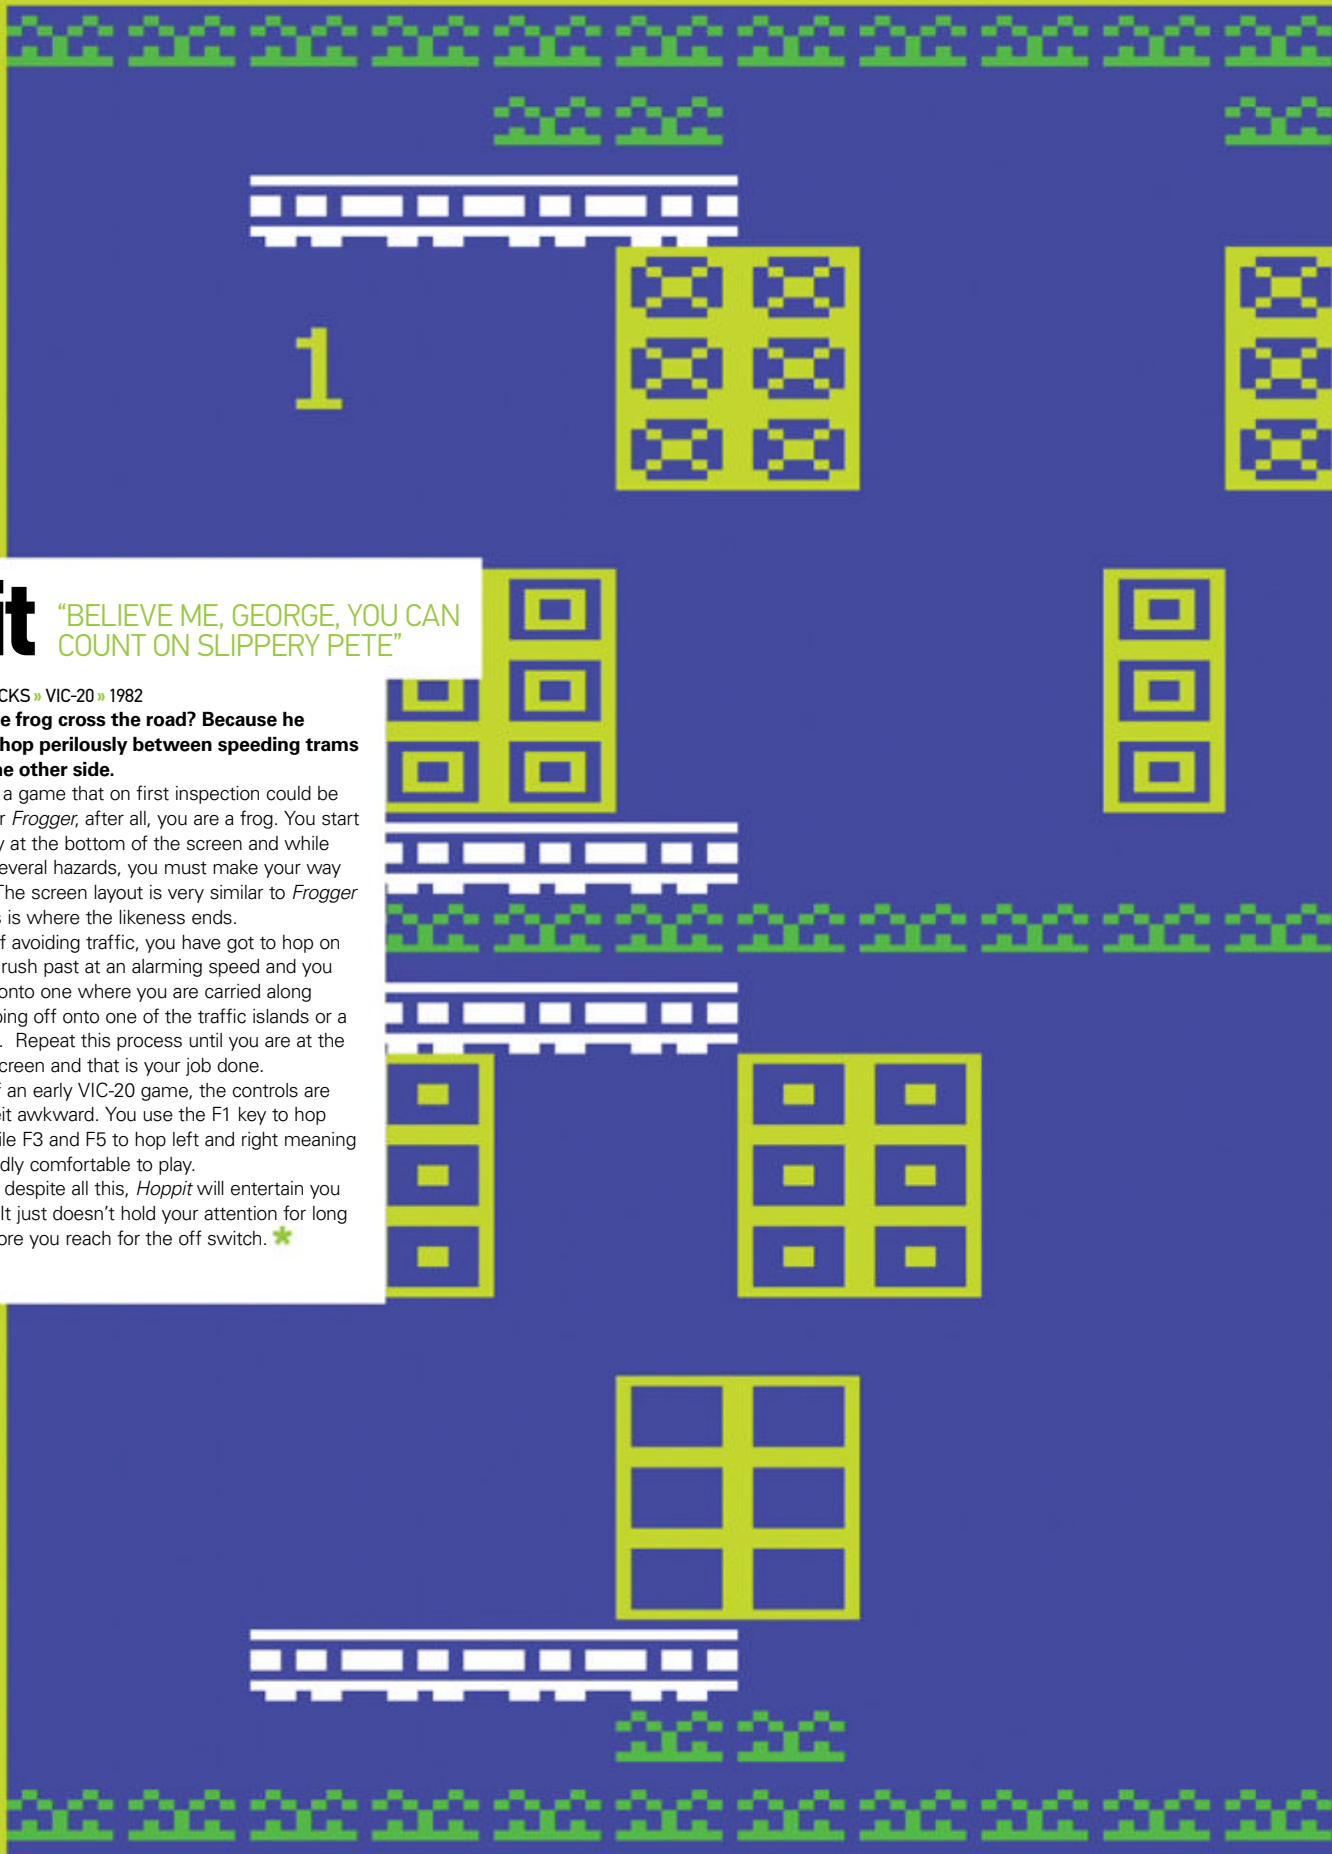 1
it
“BELIEVE ME, GEORGE, YOU CAN
COUNT ON SLIPPERY PETE”
CKS » VIC-20 » 1982
e frog cross the road? Because he
hop perilously between speeding trams
ne other side.
a game that on first inspection could be
r Frogger, after all, you are a frog. You start
y at the bottom of the screen and while
everal hazards, you must make your way
The screen layout is very similar to Frogger
s is where the likeness ends.
f avoiding traffic, you have got to hop on
rush past at an alarming speed and you
onto one where you are carried along
ping off onto one of the traffic islands or a
. Repeat this process until you are at the
creen and that is your job done.
f an early VIC-20 game, the controls are
eit awkward. You use the F1 key to hop
ile F3 and F5 to hop left and right meaning
dly comfortable to play.
despite all this, Hoppit will entertain you
It just doesn’t hold your attention for long
ore you reach for the off switch.